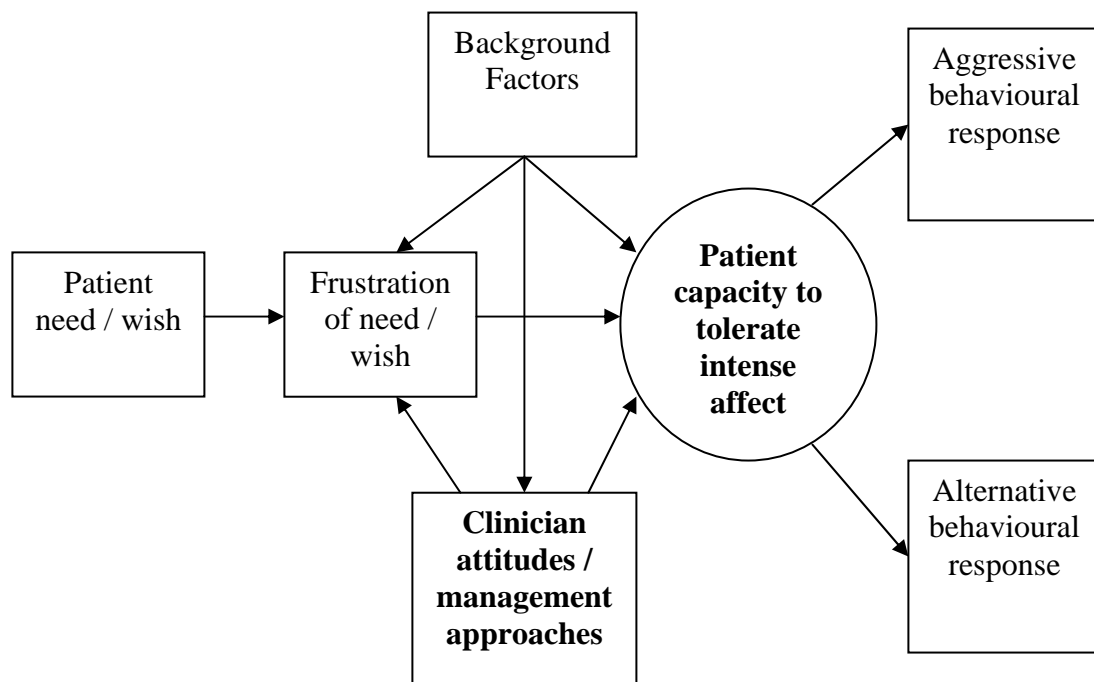 Background
Factors
Aggressive
behavioural
response
Patient
need / wish
Frustration
of need /
wish
Patient
capacity to
tolerate
intense
affect
Clinician
attitudes /
management
approaches
Alternative
behavioural
response